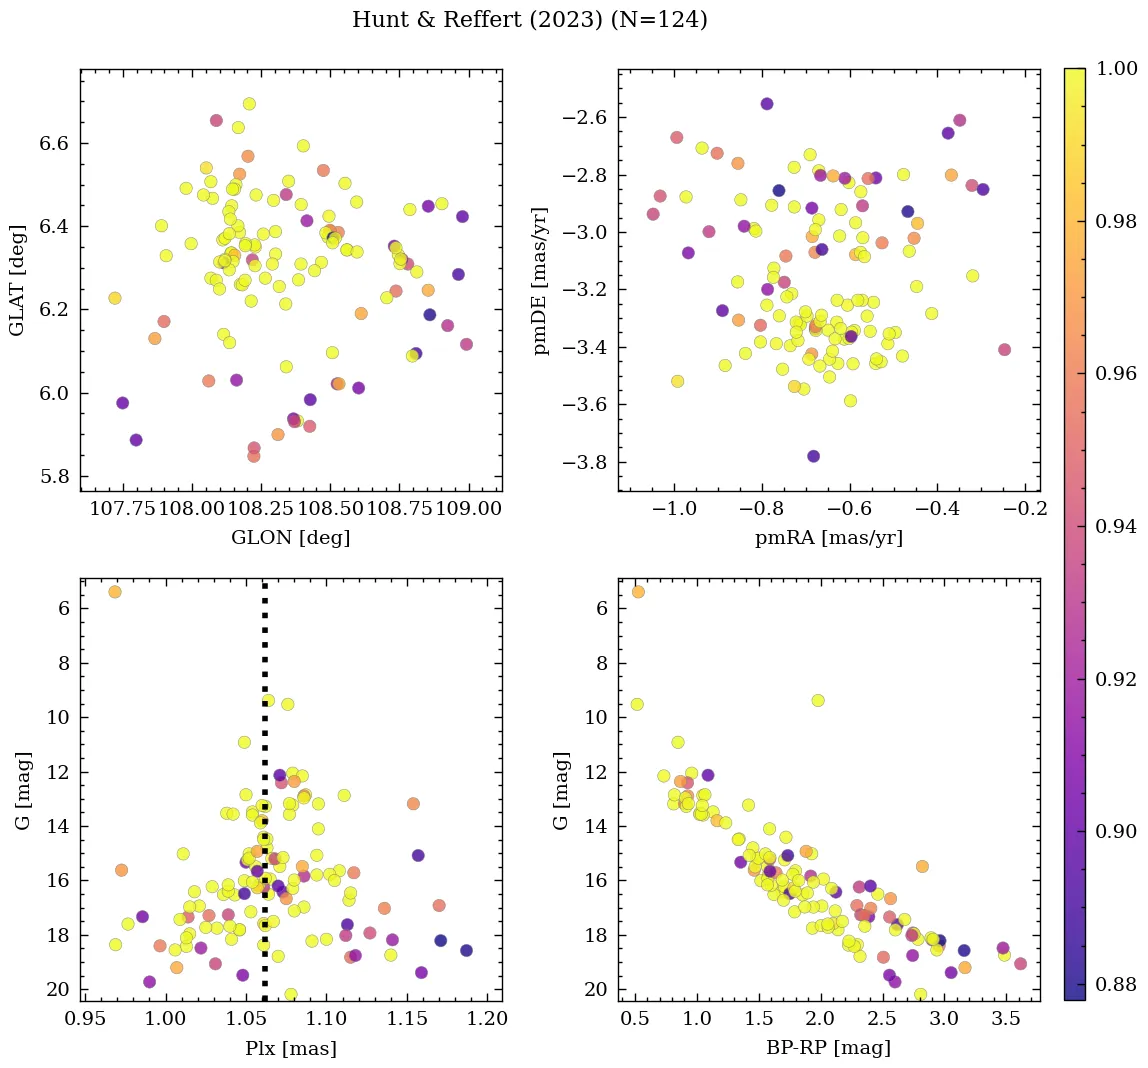 Hunt & Reffert (2023) (N=124)
6.6
6.4
6.2
6.0
5.8
GLAT [deg]
107.75 108.00 108.25 108.50 108.75 109.00
GLON [deg]
−2.6
−2.8
−3.0
−3.2
−3.4
−3.6
−3.8
pmDE [mas/yr]
−1.0 −0.8 −0.6 −0.4 −0.2
pmRA [mas/yr]
6
8
10
12
14
16
18
20
G [mag]
0.95 1.00 1.05 1.10 1.15 1.20
Plx [mas]
6
8
10
12
14
16
18
20
G [mag]
0.5 1.0 1.5 2.0 2.5 3.0 3.5
BP-RP [mag]
1.00
0.98
0.96
0.94
0.92
0.90
0.88